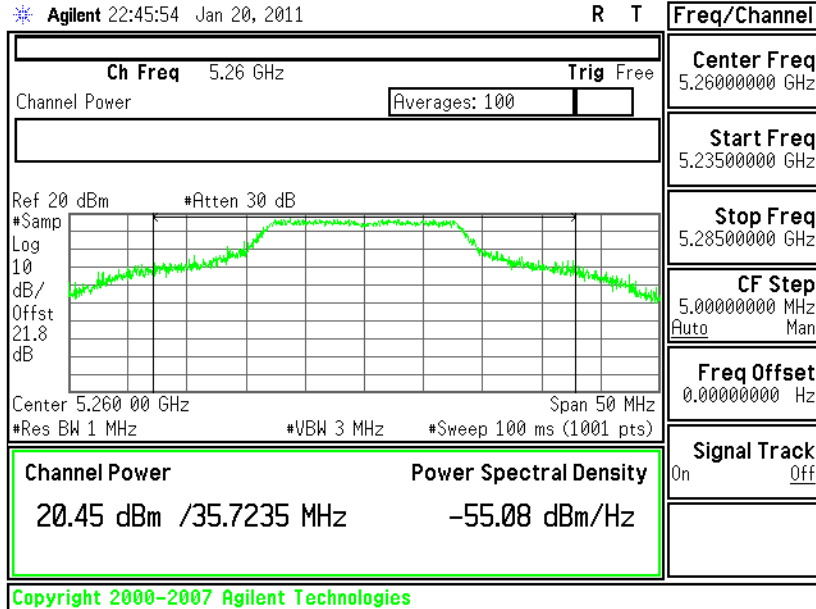 Agilent 22:45:54 Jan 20, 2011 R T Freq/Channel
Ch Freq 5.26 GHz Trig Free
Channel Power Averages: 100
Center Freq
5.26000000 GHz
Start Freq
5.23500000 GHz
Stop Freq
5.28500000 GHz
CF Step
5.00000000 MHz
Auto Man
Freq Offset
0.00000000 Hz
Signal Track
On Off
Ref 20 dBm #Atten 30 dB
#Samp
Log
10
dB/
Offst
21.8
dB
Center 5.260 00 GHz Span 50 MHz
#Res BW 1 MHz #VBW 3 MHz #Sweep 100 ms (1001 pts)
Channel Power Power Spectral Density
20.45 dBm /35.7235 MHz -55.08 dBm/Hz
Copyright 2000-2007 Agilent Technologies